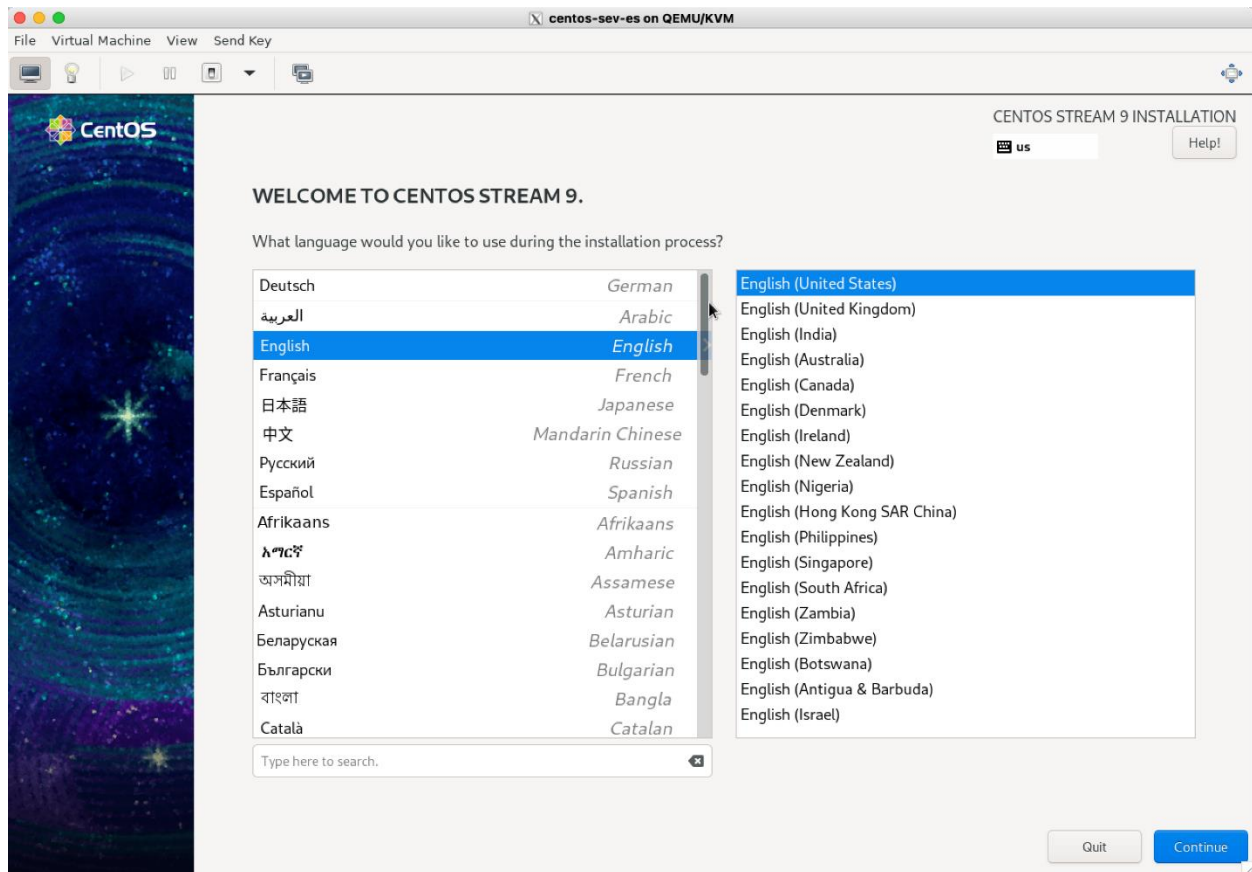 centos-sev-es on QEMU/KVM
File Virtual Machine View Send Key
CentOS
CENTOS STREAM 9 INSTALLATION
us
Help!
WELCOME TO CENTOS STREAM 9.
What language would you like to use during the installation process?
Deutsch German
العربية Arabic
English English
Français French
日本語 Japanese
中文 Mandarin Chinese
Русский Russian
Español Spanish
Afrikaans Afrikaans
አማርኛ Amharic
অসমীয়া Assamese
Asturianu Asturian
Беларуская Belarusian
Български Bulgarian
বাংলা Bangla
Català Catalan
Type here to search.
English (United States)
English (United Kingdom)
English (India)
English (Australia)
English (Canada)
English (Denmark)
English (Ireland)
English (New Zealand)
English (Nigeria)
English (Hong Kong SAR China)
English (Philippines)
English (Singapore)
English (South Africa)
English (Zambia)
English (Zimbabwe)
English (Botswana)
English (Antigua & Barbuda)
English (Israel)
Quit
Continue